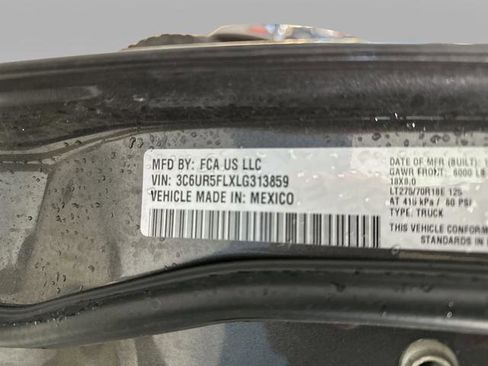 MFD BY: FCA US LLC
VIN: 3C6UR5FLXLG313859
VEHICLE MADE IN: MEXICO
DATE OF MFR (BUILT):
GAWR FRONT: 6000 LB
18X8.0
LT275/70R18E 125
AT 415 kPa / 60 PSI
TYPE: TRUCK
THIS VEHICLE CONFORM
STANDARDS IN